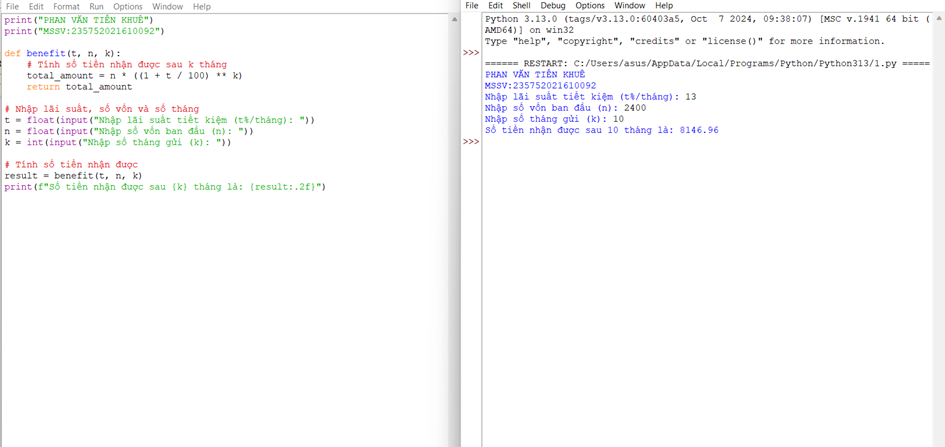 File Edit Format Run Options Window Help
print("PHAN VĂN TIẾN KHUÊ")
print("MSSV:235752021610092")
def benefit(t, n, k):
# Tính số tiền nhận được sau k tháng
total_amount = n * ((1 + t / 100) ** k)
return total_amount
# Nhập lãi suất, số vốn và số tháng
t = float(input("Nhập lãi suất tiết kiệm (t%/tháng): "))
n = float(input("Nhập số vốn ban đầu (n): "))
k = int(input("Nhập số tháng gửi (k): "))
# Tính số tiền nhận được
result = benefit(t, n, k)
print(f"Số tiền nhận được sau {k} tháng là: {result:.2f}")
File Edit Shell Debug Options Window Help
Python 3.13.0 (tags/v3.13.0:60403a5, Oct 7 2024, 09:38:07) [MSC v.1941 64 bit (
AMD64)] on win32
Type "help", "copyright", "credits" or "license()" for more information.
>>>
====== RESTART: C:/Users/asus/AppData/Local/Programs/Python/Python313/1.py =====
PHAN VĂN TIẾN KHUÊ
MSSV:235752021610092
Nhập lãi suất tiết kiệm (t%/tháng): 13
Nhập số vốn ban đầu (n): 2400
Nhập số tháng gửi (k): 10
Số tiền nhận được sau 10 tháng là: 8146.96
>>>